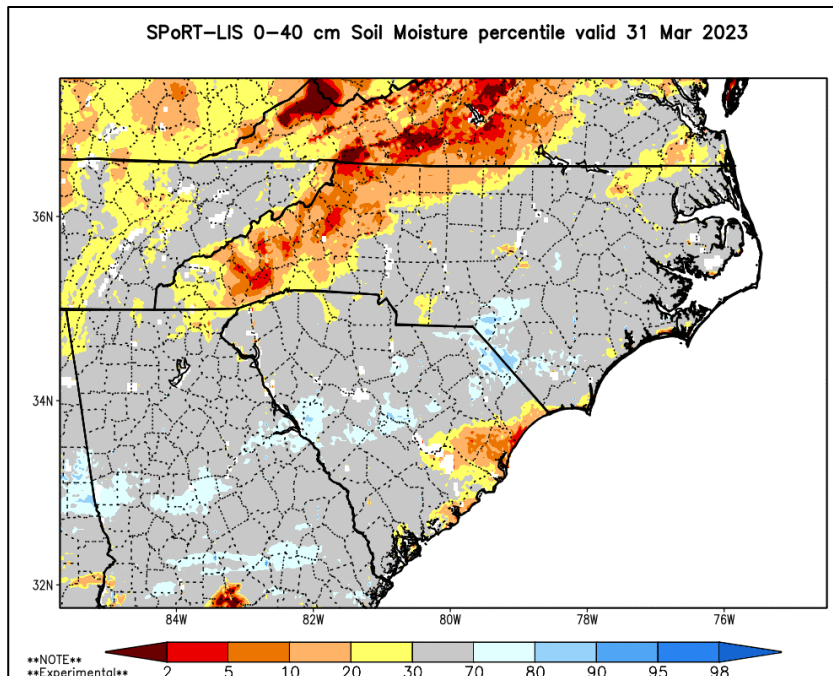 SPoRT-LIS 0-40 cm Soil Moisture percentile valid 31 Mar 2023
36N
34N
32N
84W 82W 80W 78W 76W
**NOTE**
**Experimental**
2 5 10 20 30 70 80 90 95 98